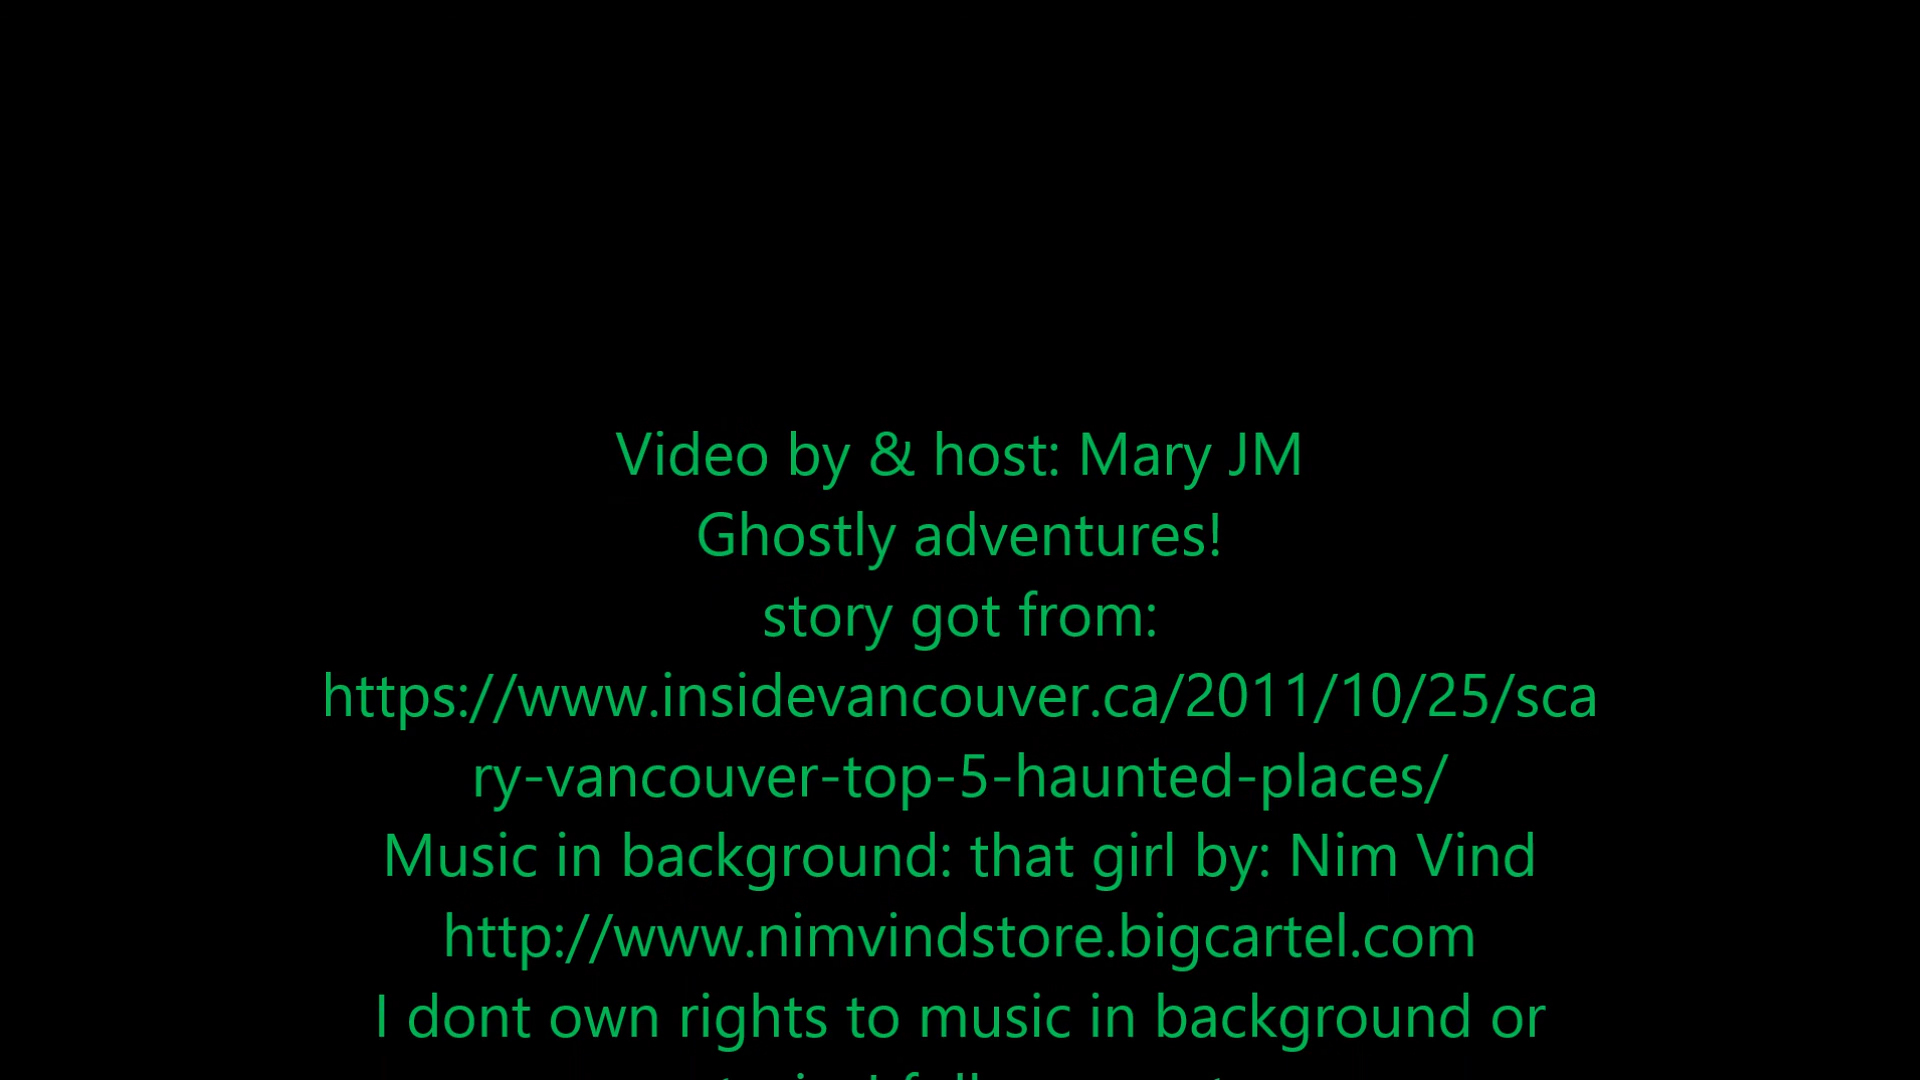 Video by & host: Mary JM
Ghostly adventures!
story got from:
https://www.insidevancouver.ca/2011/10/25/sca
ry-vancouver-top-5-haunted-places/
Music in background: that girl by: Nim Vind
http://www.nimvindstore.bigcartel.com
I dont own rights to music in background or